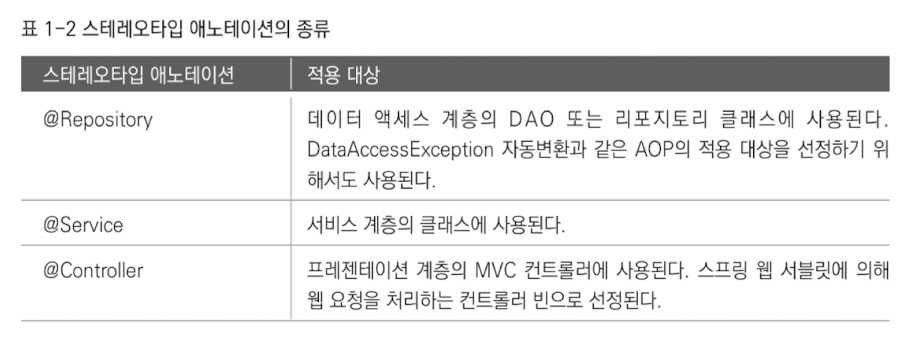 표 1-2 스테레오타입 애노테이션의 종류
스테레오타입 애노테이션 적용 대상
@Repository 데이터 액세스 계층의 DAO 또는 리포지토리 클래스에 사용된다.
DataAccessException 자동변환과 같은 AOP의 적용 대상을 선정하기 위
해서도 사용된다.
@Service 서비스 계층의 클래스에 사용된다.
@Controller 프레젠테이션 계층의 MVC 컨트롤러에 사용된다. 스프링 웹 서블릿에 의해
웹 요청을 처리하는 컨트롤러 빈으로 선정된다.